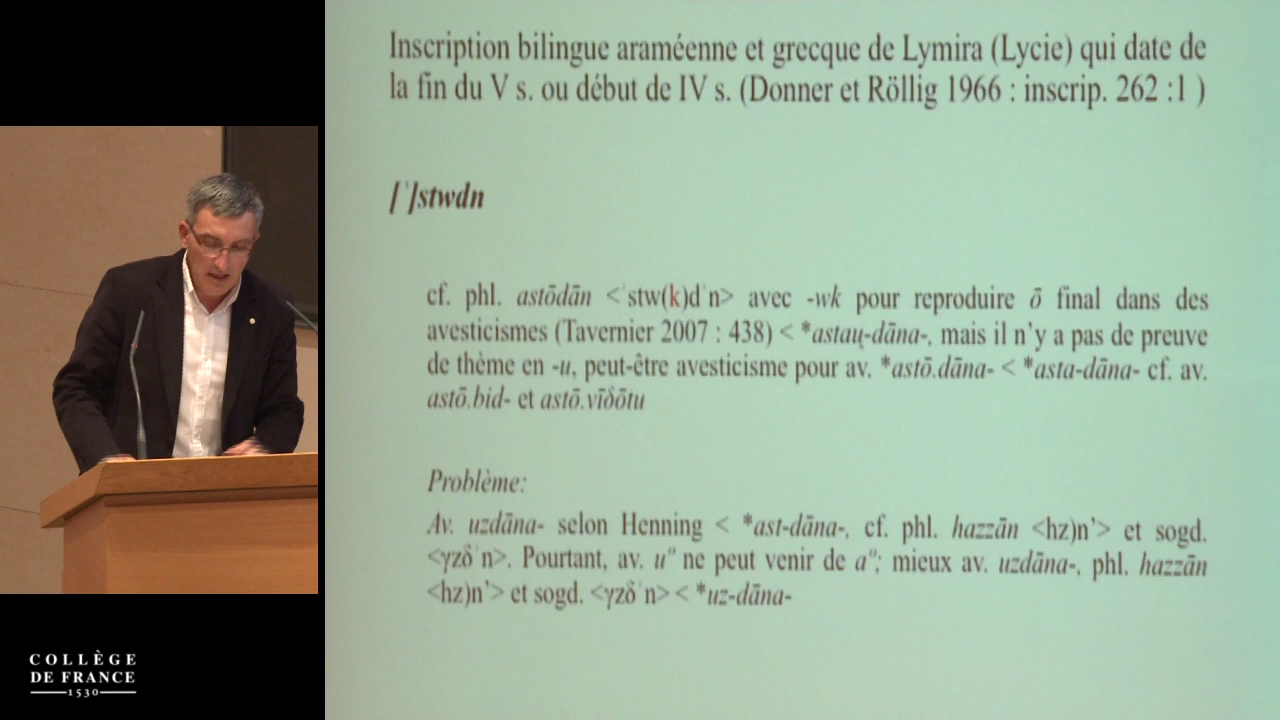 Inscription bilingue araméenne et grecque de Lymira (Lycie) qui date de
la fin du V s. ou début de IV s. (Donner et Röllig 1966 : inscrip. 262 :1 )
[ʾ]stwdn
cf. phl. astōdān <ʾstw(k)dʾn> avec -wk pour reproduire ō final dans des
avesticismes (Tavernier 2007 : 438) < *astau̯-dāna-, mais il n’y a pas de preuve
de thème en -u, peut-être avesticisme pour av. *astō.dāna- < *asta-dāna- cf. av.
astō.bid- et astō.vīδōtu
Problème:
Av. uzdāna- selon Henning < *ast-dāna-, cf. phl. hazzān <hz)n’> et sogd.
<γzδʾn>. Pourtant, av. u° ne peut venir de a°; mieux av. uzdāna-, phl. hazzān
<hz)n’> et sogd. <γzδʾn> < *uz-dāna-
COLLÈGE
DE FRANCE
1530